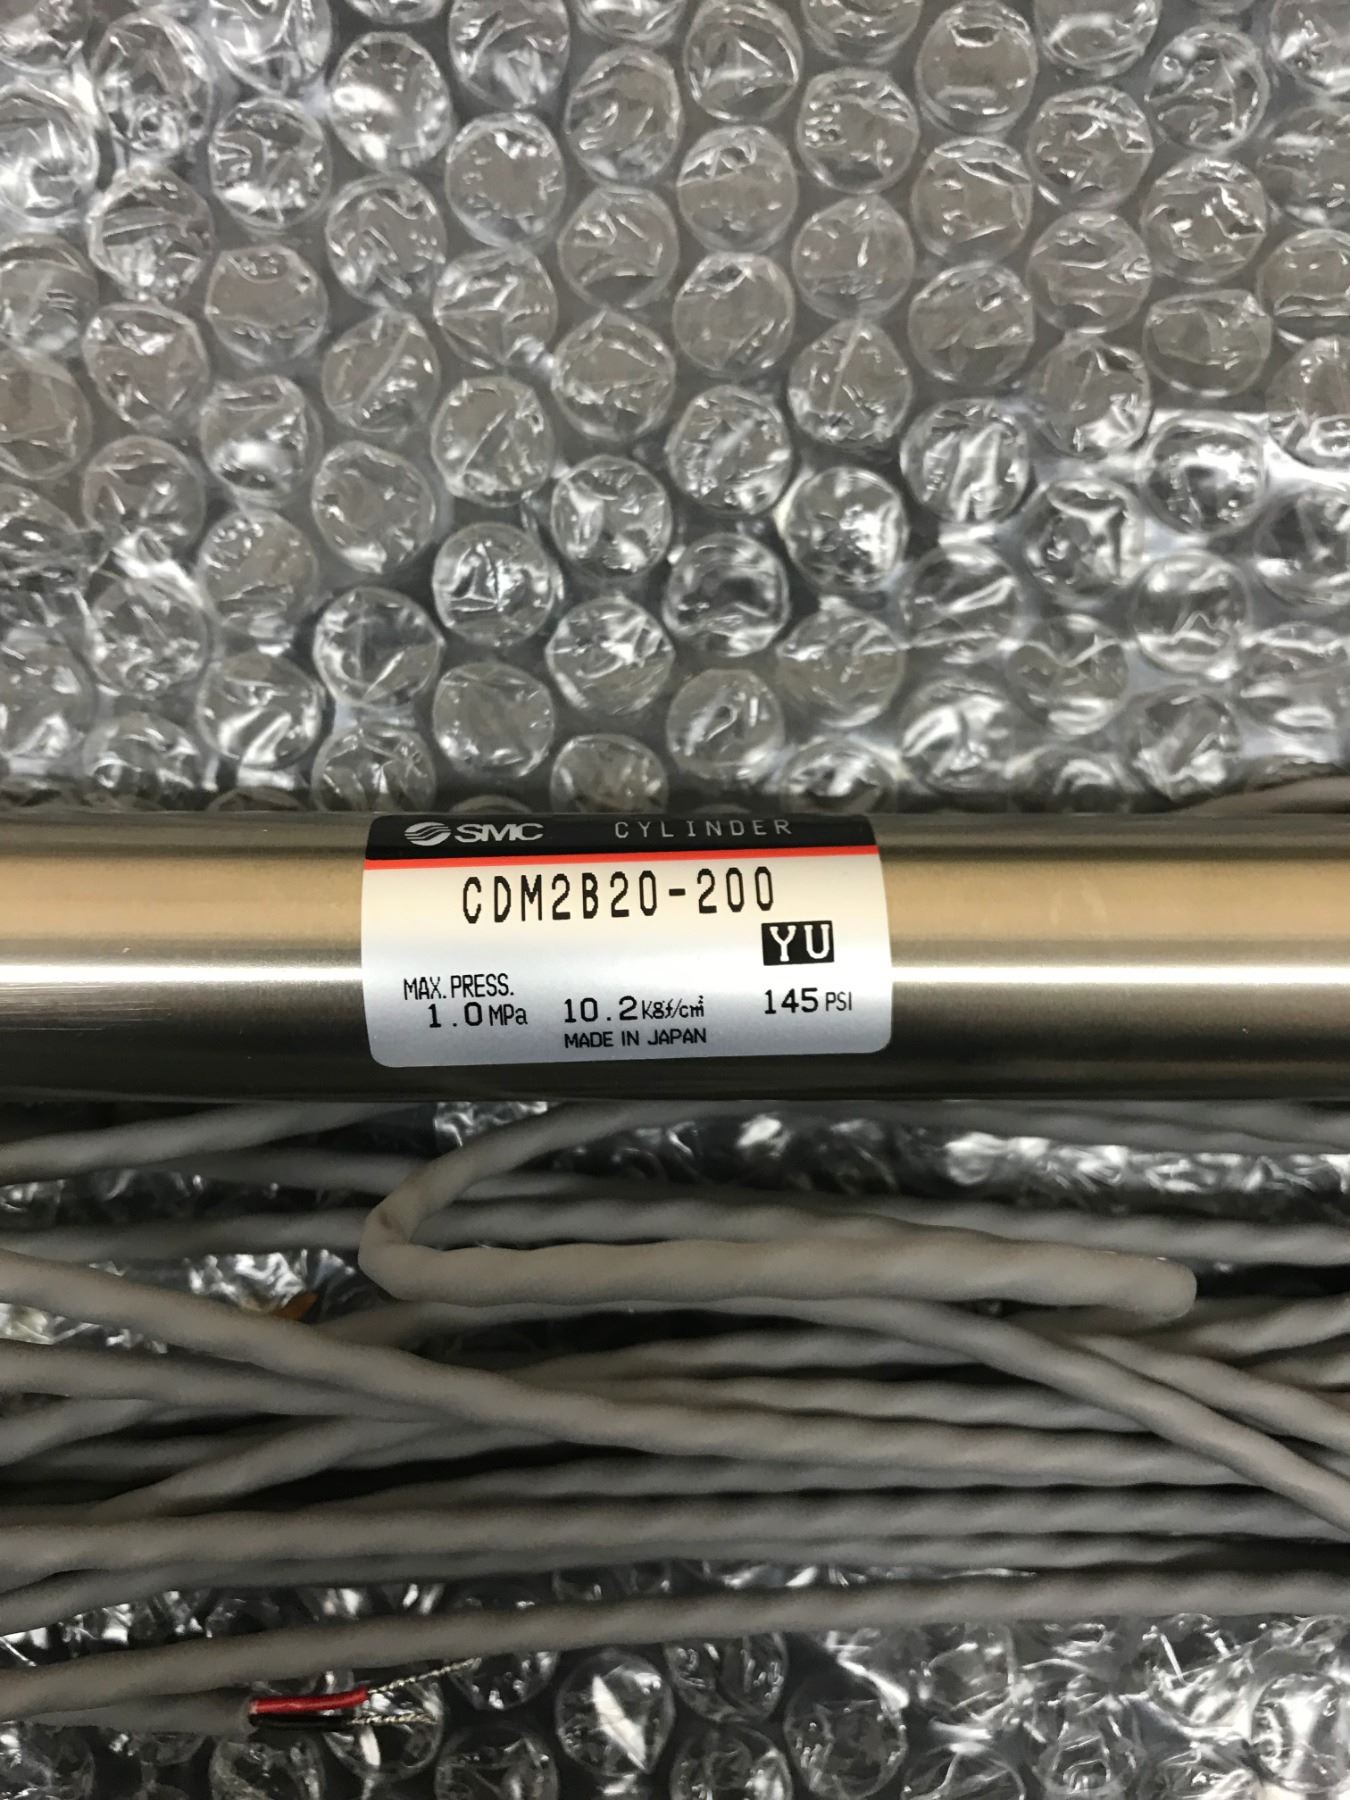 SMC CYLINDER
CDM2B20-200
YU
MAX. PRESS.
1.0 MPa 10.2 Kgf/cm² 145 PSI
MADE IN JAPAN